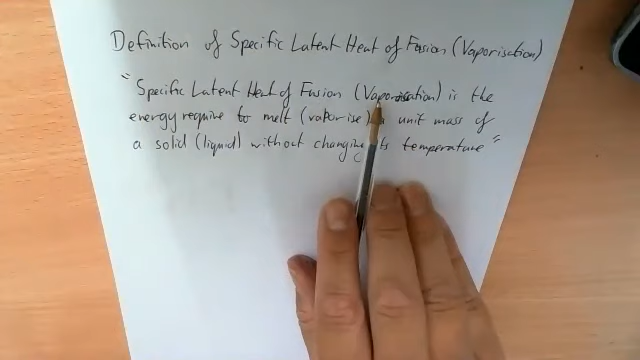 Definition of Specific Latent Heat of Fusion (Vaporisation)
"Specific Latent Heat of Fusion (Vaporisation) is the
energy require to melt (vaporise) unit mass of
a solid (liquid) without changing its temperature"